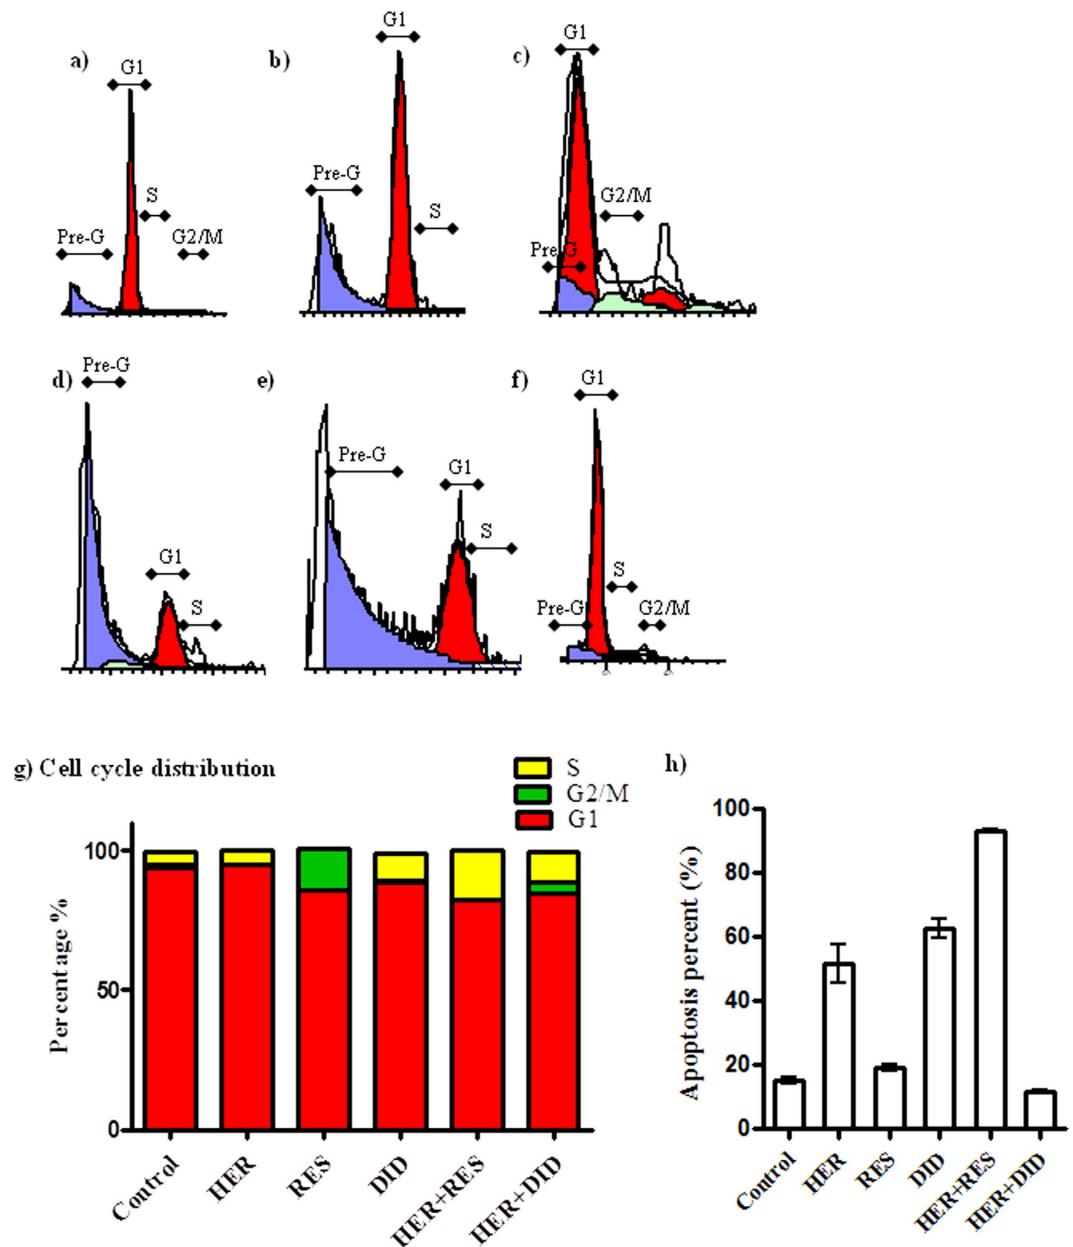 a)
G1
S
Pre-G
G2/M
b)
G1
Pre-G
S
c)
G1
G2/M
Pre-G
d)
Pre-G
G1
S
e)
Pre-G
G1
S
f)
G1
S
Pre-G
G2/M
g) Cell cycle distribution
S
G2/M
G1
Percentage %
100
50
0
Control
HER
RES
DID
HER+RES
HER+DID
h)
Apoptosis percent (%)
100
80
60
40
20
0
Control
HER
RES
DID
HER+RES
HER+DID